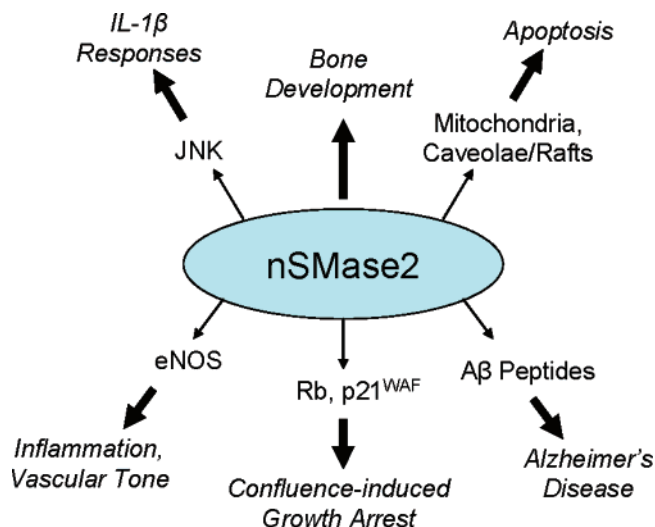 IL-1β
Responses
Bone
Development
Apoptosis
JNK
Mitochondria,
Caveolae/Rafts
nSMase2
eNOS
Rb, p21WAF
Aβ Peptides
Inflammation,
Vascular Tone
Confluence-induced
Growth Arrest
Alzheimer's
Disease